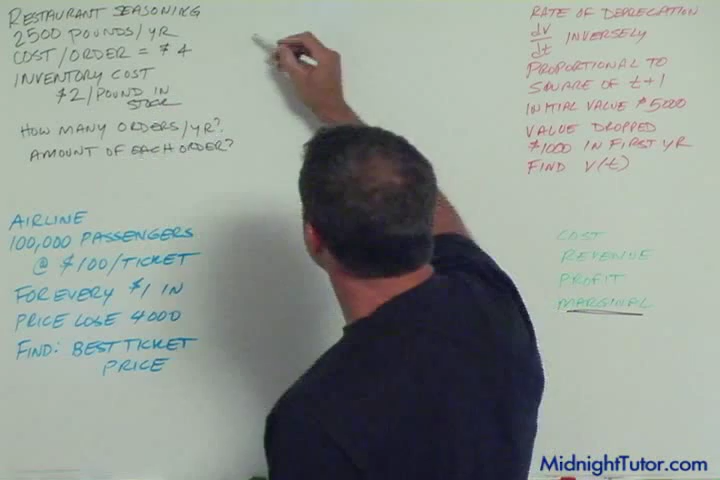 RESTAURANT SEASONING
2500 POUNDS/YR
COST/ORDER = $4
INVENTORY COST
$2/POUND IN
STOCK
HOW MANY ORDERS/YR?
AMOUNT OF EACH ORDER?
AIRLINE
100,000 PASSENGERS
@ $100/TICKET
FOR EVERY $1 IN
PRICE LOSE 4000
FIND: BEST TICKET
PRICE
RATE OF DEPRECIATION
dv/dt INVERSELY
PROPORTIONAL TO
SQUARE OF t+1
INITIAL VALUE $5000
VALUE DROPPED
$1000 IN FIRST YR
FIND V(t)
COST
REVENUE
PROFIT
MARGINAL
MidnightTutor.com